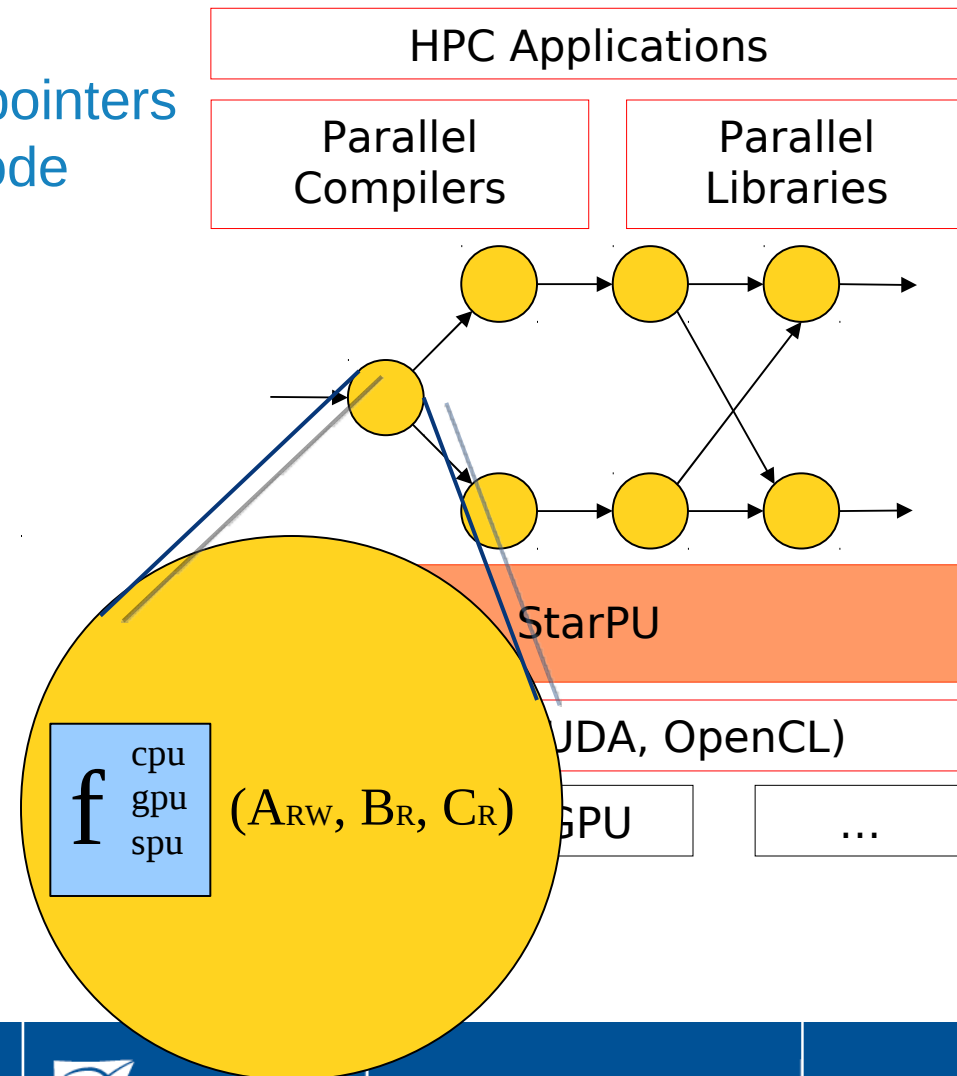 HPC Applications
pointers
ode
Parallel
Compilers
Parallel
Libraries
StarPU
UDA, OpenCL)
GPU
...
f
cpu
gpu
spu
(ARW, BR, CR)